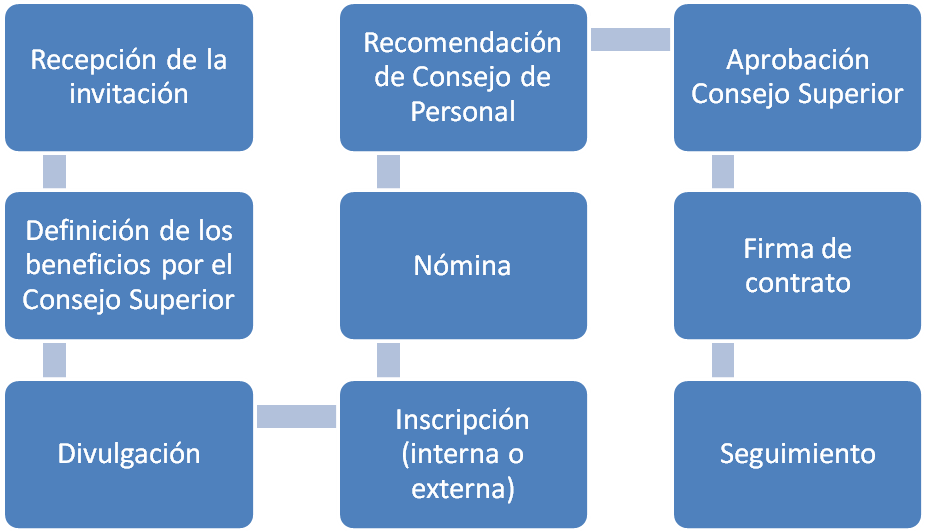 Recepción de la
invitación
Definición de los
beneficios por el
Consejo Superior
Divulgación
Inscripción
(interna o
externa)
Nómina
Recomendación
de Consejo de
Personal
Aprobación
Consejo Superior
Firma de
contrato
Seguimiento